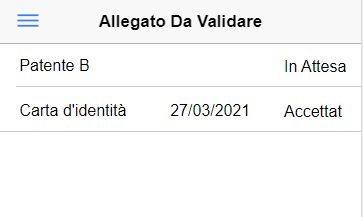 Allegato Da Validare
Patente B In Attesa
Carta d'identità 27/03/2021 Accettat